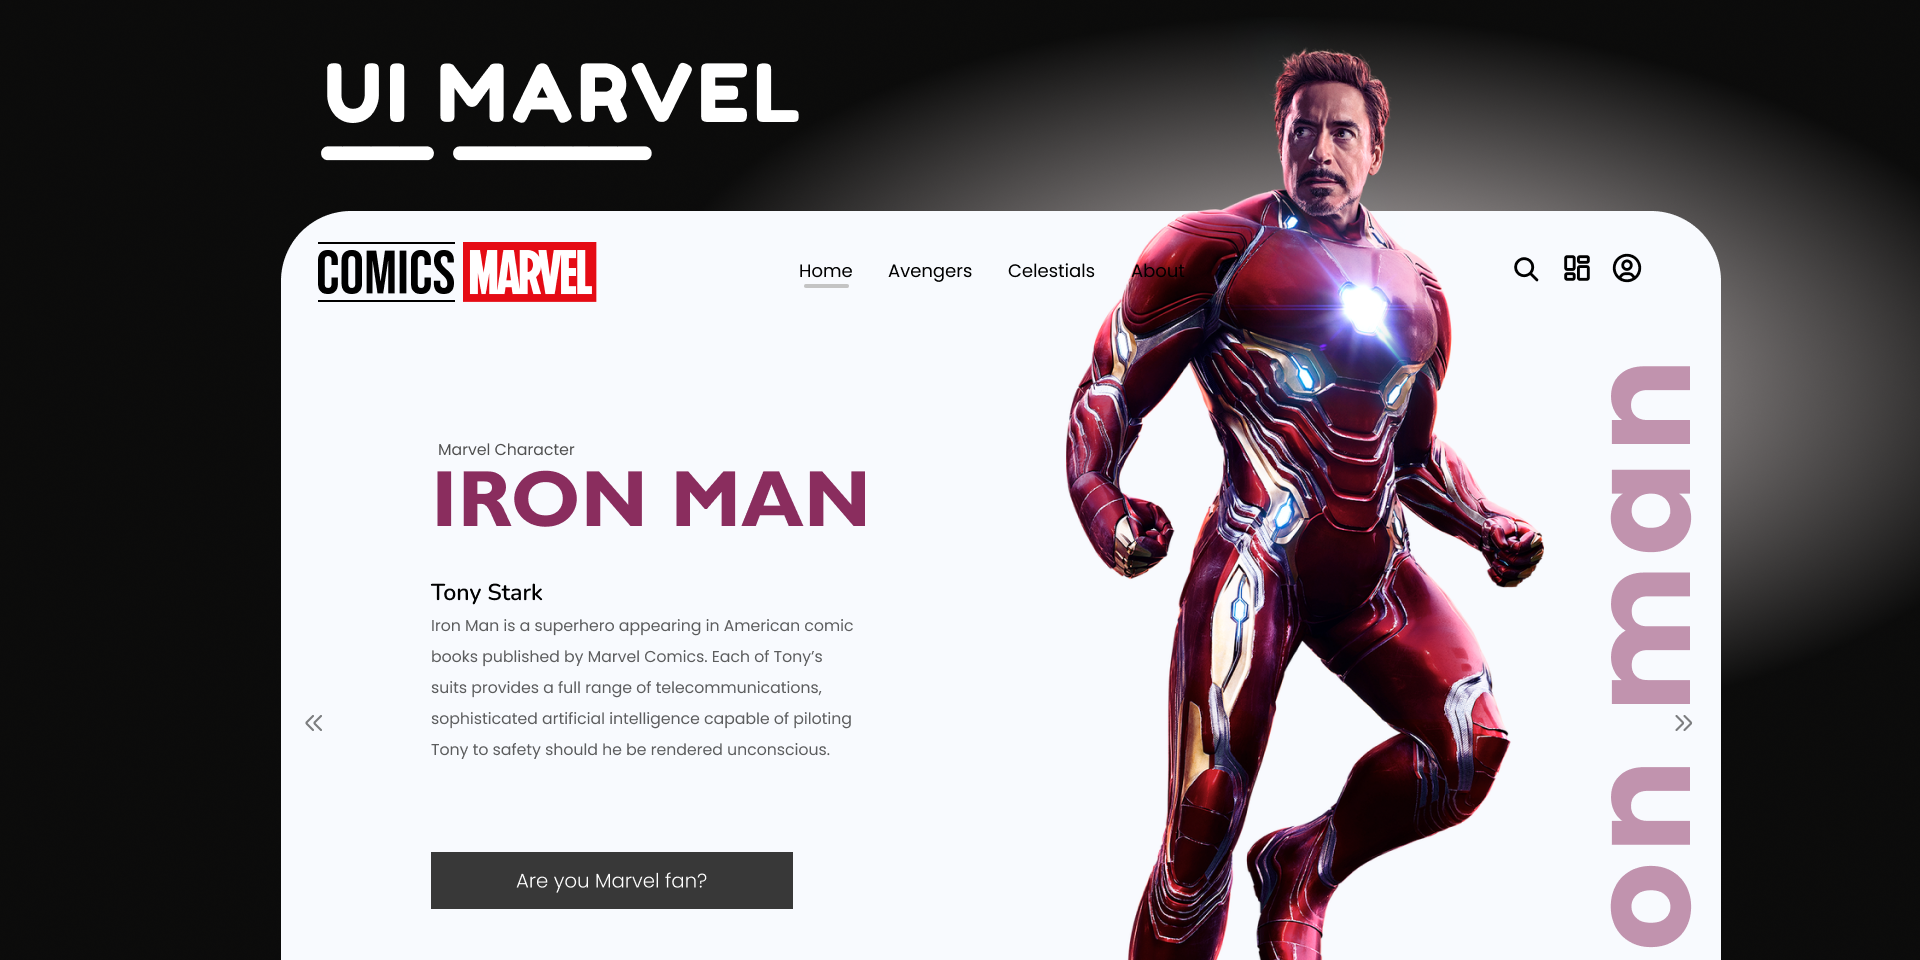 UI MARVEL
COMICS MARVEL
Home Avengers Celestials About
Marvel Character
IRON MAN
Tony Stark
Iron Man is a superhero appearing in American comic
books published by Marvel Comics. Each of Tony’s
suits provides a full range of telecommunications,
sophisticated artificial intelligence capable of piloting
Tony to safety should he be rendered unconscious.
Are you Marvel fan?
on man